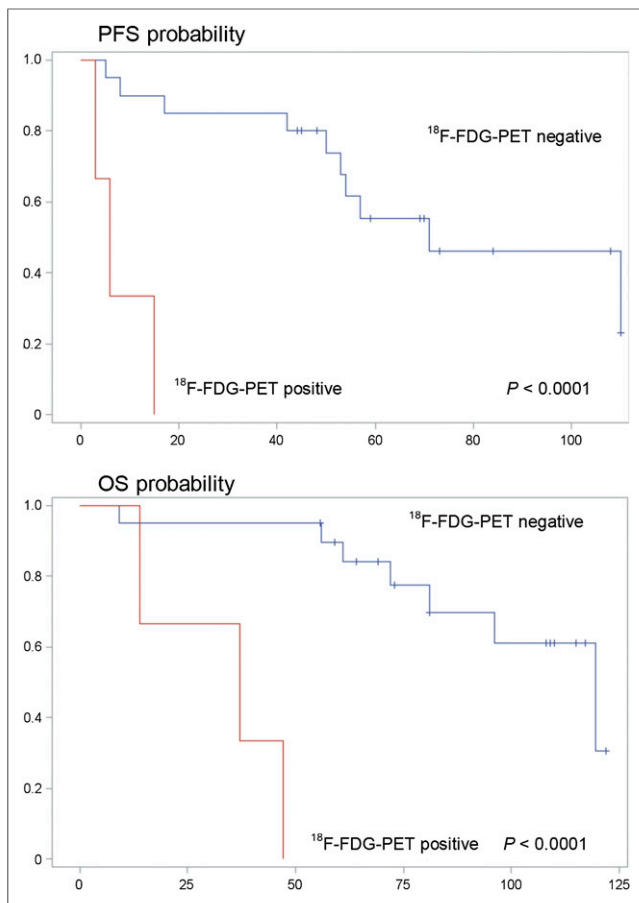 PFS probability
1.0
¹⁸F-FDG-PET negative
0.8
0.6
0.4
0.2
¹⁸F-FDG-PET positive
P < 0.0001
0
0 20 40 60 80 100
OS probability
1.0
¹⁸F-FDG-PET negative
0.8
0.6
0.4
0.2
¹⁸F-FDG-PET positive
P < 0.0001
0
0 25 50 75 100 125